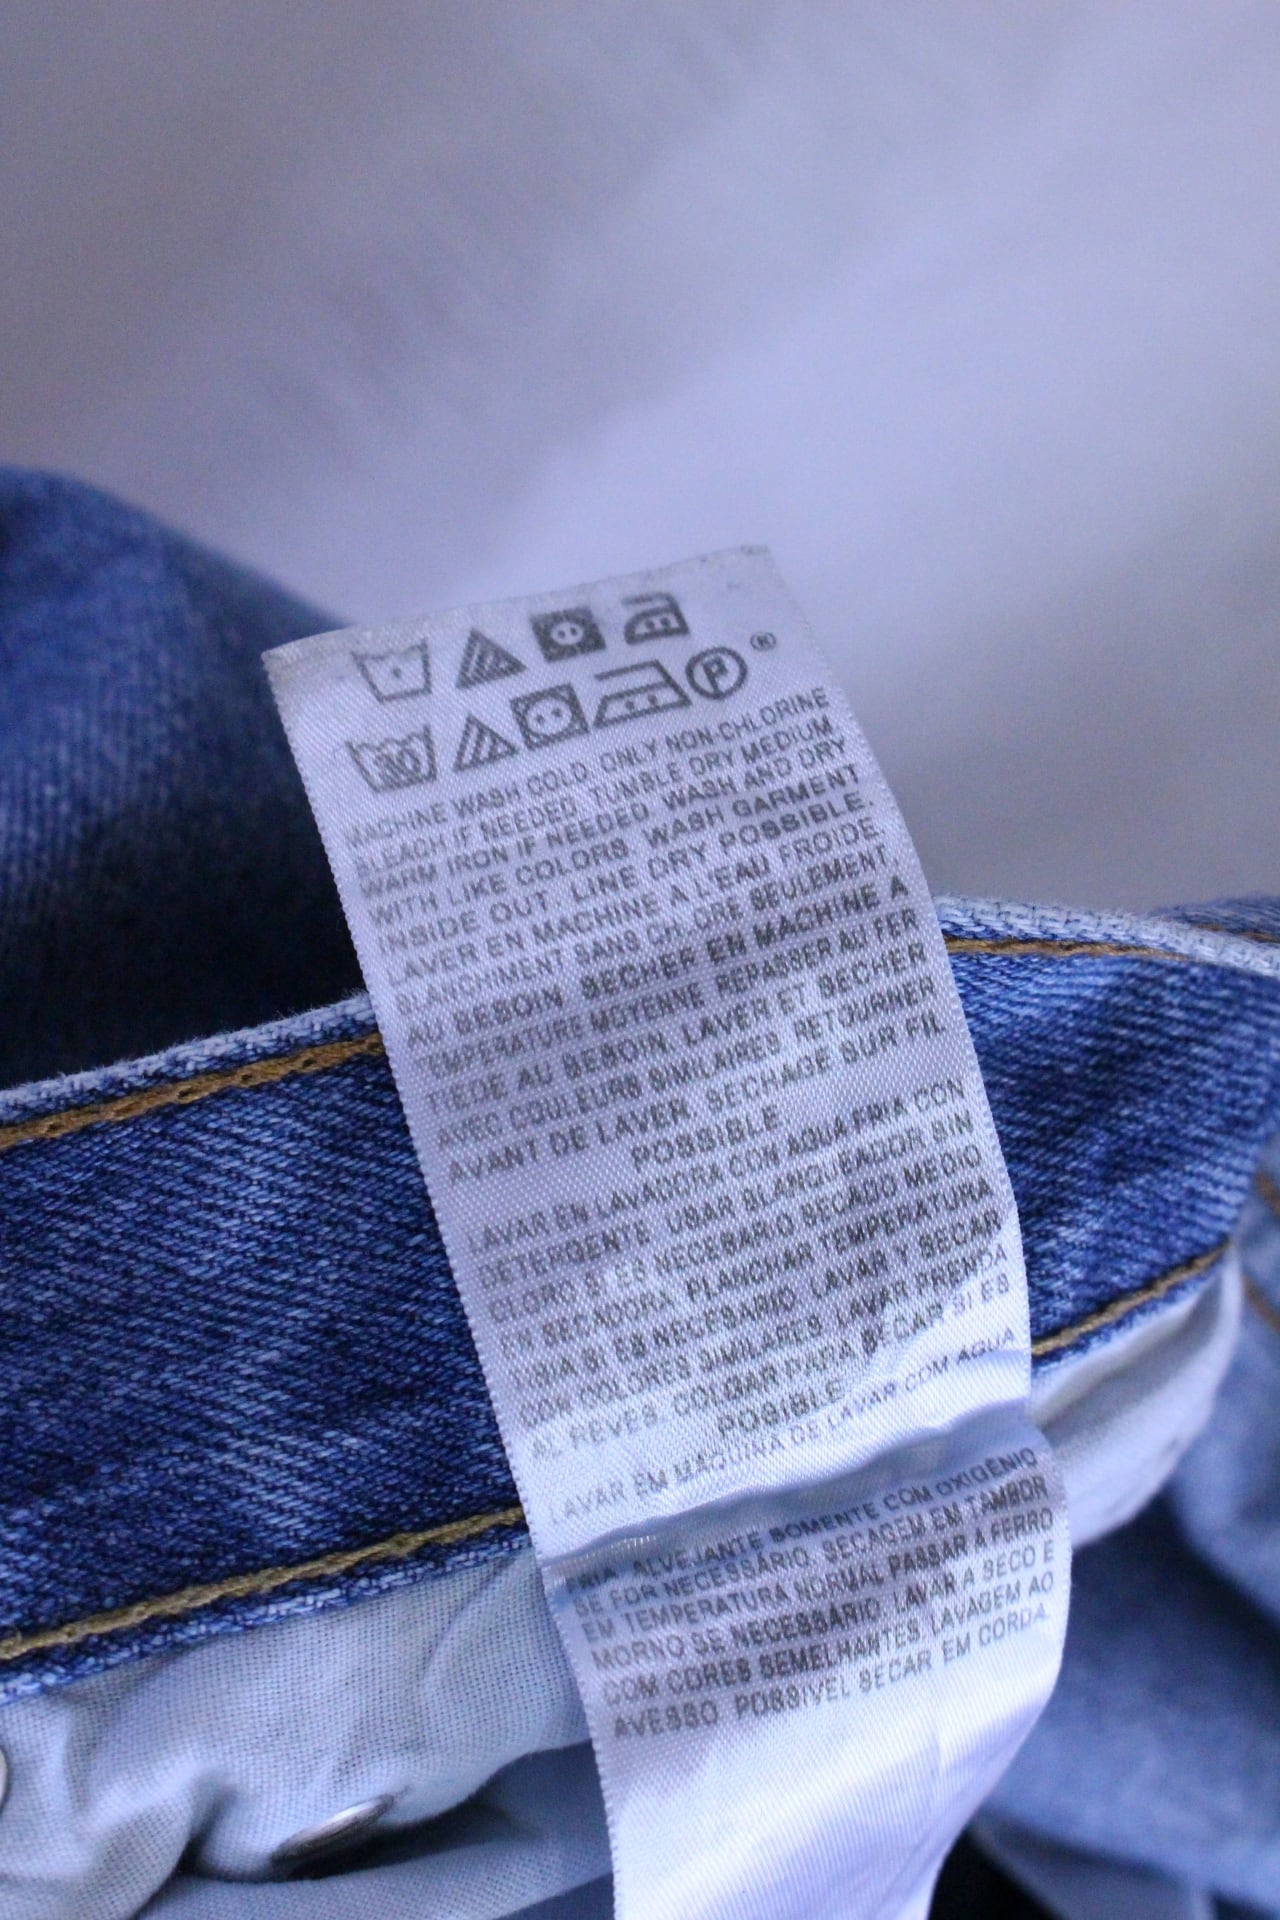 ®
P
30
MACHINE WASH COLD. ONLY NON-CHLORINE
BLEACH IF NEEDED. TUMBLE DRY MEDIUM
WARM IRON IF NEEDED. WASH AND DRY
WITH LIKE COLORS. WASH GARMENT
INSIDE OUT. LINE DRY POSSIBLE.
LAVER EN MACHINE A L'EAU FROIDE.
BLANCHIMENT SANS CHLORE SEULEMENT,
AU BESOIN. SECHER EN MACHINE A
TEMPERATURE MOYENNE REPASSER AU FER
TIEDE AU BESOIN. LAVER ET SECHER
AVEC COULEURS SIMILAIRES RETOURNER
AVANT DE LAVER. SECHAGE SUR FIL
POSSIBLE
LAVAR EN LAVADORA CON AGUA FRIA CON
DETERGENTE. USAR BLANQUEADOR SIN
CLORO SI ES NECESARIO SECADO MEDIO
EN SECADORA. PLANCHAR TEMPERATURA
TIBIA SI ES NECESARIO. LAVAR Y SECAR
CON COLORES SIMILARES. LAVAR PRENDA
AL REVES. COLGAR PARA SECAR SI ES
POSIBLE
LAVAR EM MAQUINA DE LAVAR COM AGUA
FRIA. ALVEJANTE SOMENTE COM OXIGÊNIO
SE FOR NECESSÁRIO. SECAGEM EM TAMBOR
EM TEMPERATURA NORMAL PASSAR A FERRO
MORNO SE NECESSÁRIO. LAVAR A SECO E
COM CORES SEMELHANTES. LAVAGEM AO
AVESSO. POSSIVEL SECAR EM CORDA.